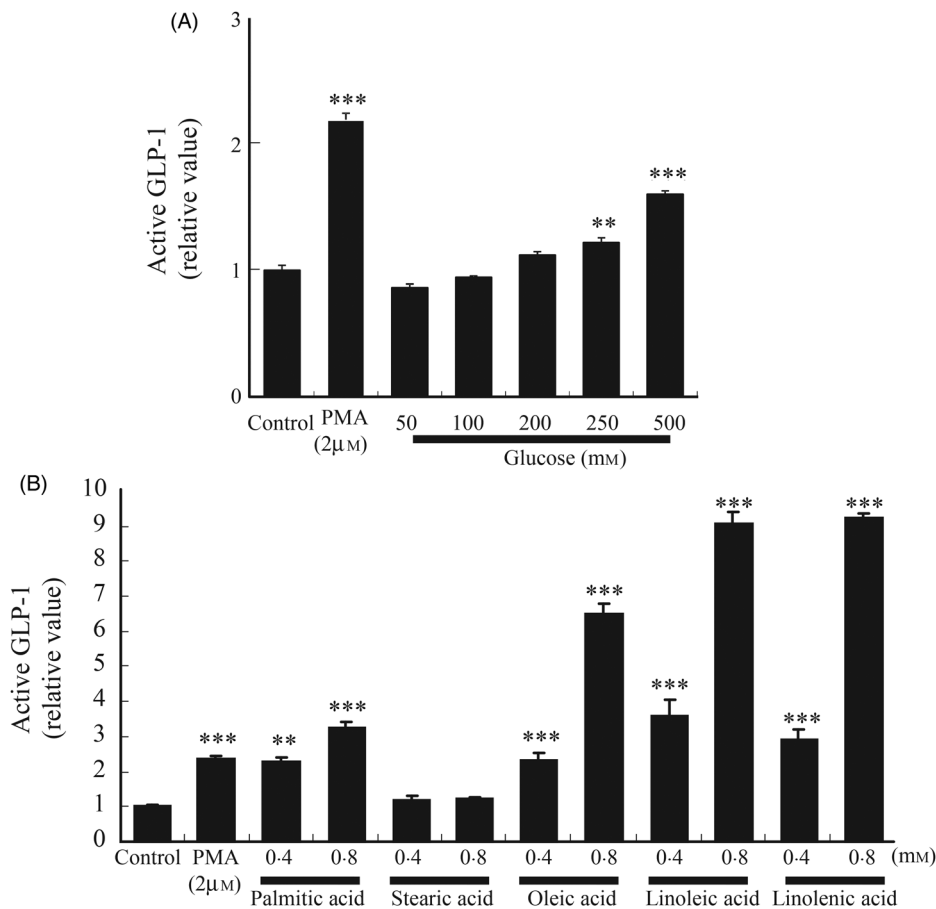 (A)
3
2
1
0
Active GLP-1
(relative value)
***
**
***
Control PMA 50 100 200 250 500
(2μM)
Glucose (mM)
(B)
10
9
8
7
6
5
4
3
2
1
0
Active GLP-1
(relative value)
***
**
***
***
***
***
***
***
***
Control PMA 0·4 0·8 0·4 0·8 0·4 0·8 0·4 0·8 0·4 0·8 (mM)
(2μM)
Palmitic acid Stearic acid Oleic acid Linoleic acid Linolenic acid